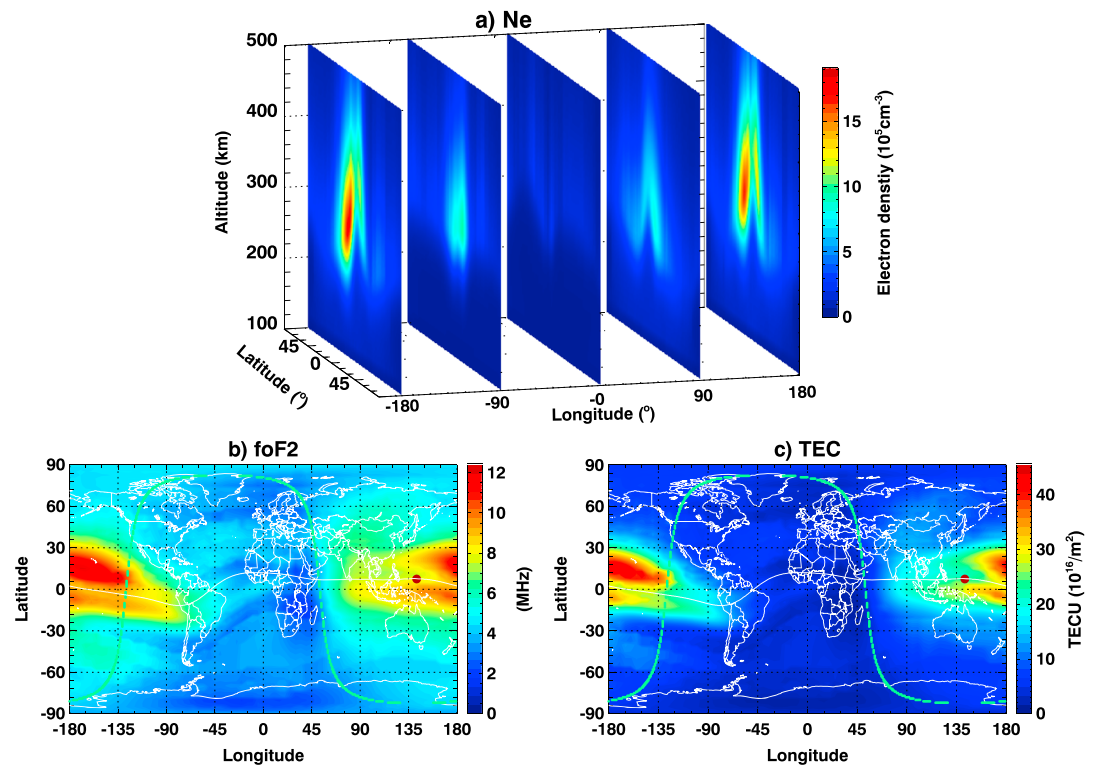 a) Ne
500
400
300
200
100
Altitude (km)
45
0
45
Latitude (°)
-180
-90
-0
90
180
Longitude (°)
15
10
5
0
Electron denstiy (10⁵cm⁻³)
b) foF2
90
60
30
0
-30
-60
-90
Latitude
-180 -135 -90 -45 0 45 90 135 180
Longitude
12
10
8
6
4
2
0
(MHz)
c) TEC
90
60
30
0
-30
-60
-90
Latitude
-180 -135 -90 -45 0 45 90 135 180
Longitude
40
30
20
10
0
TECU (10¹⁶/m²)